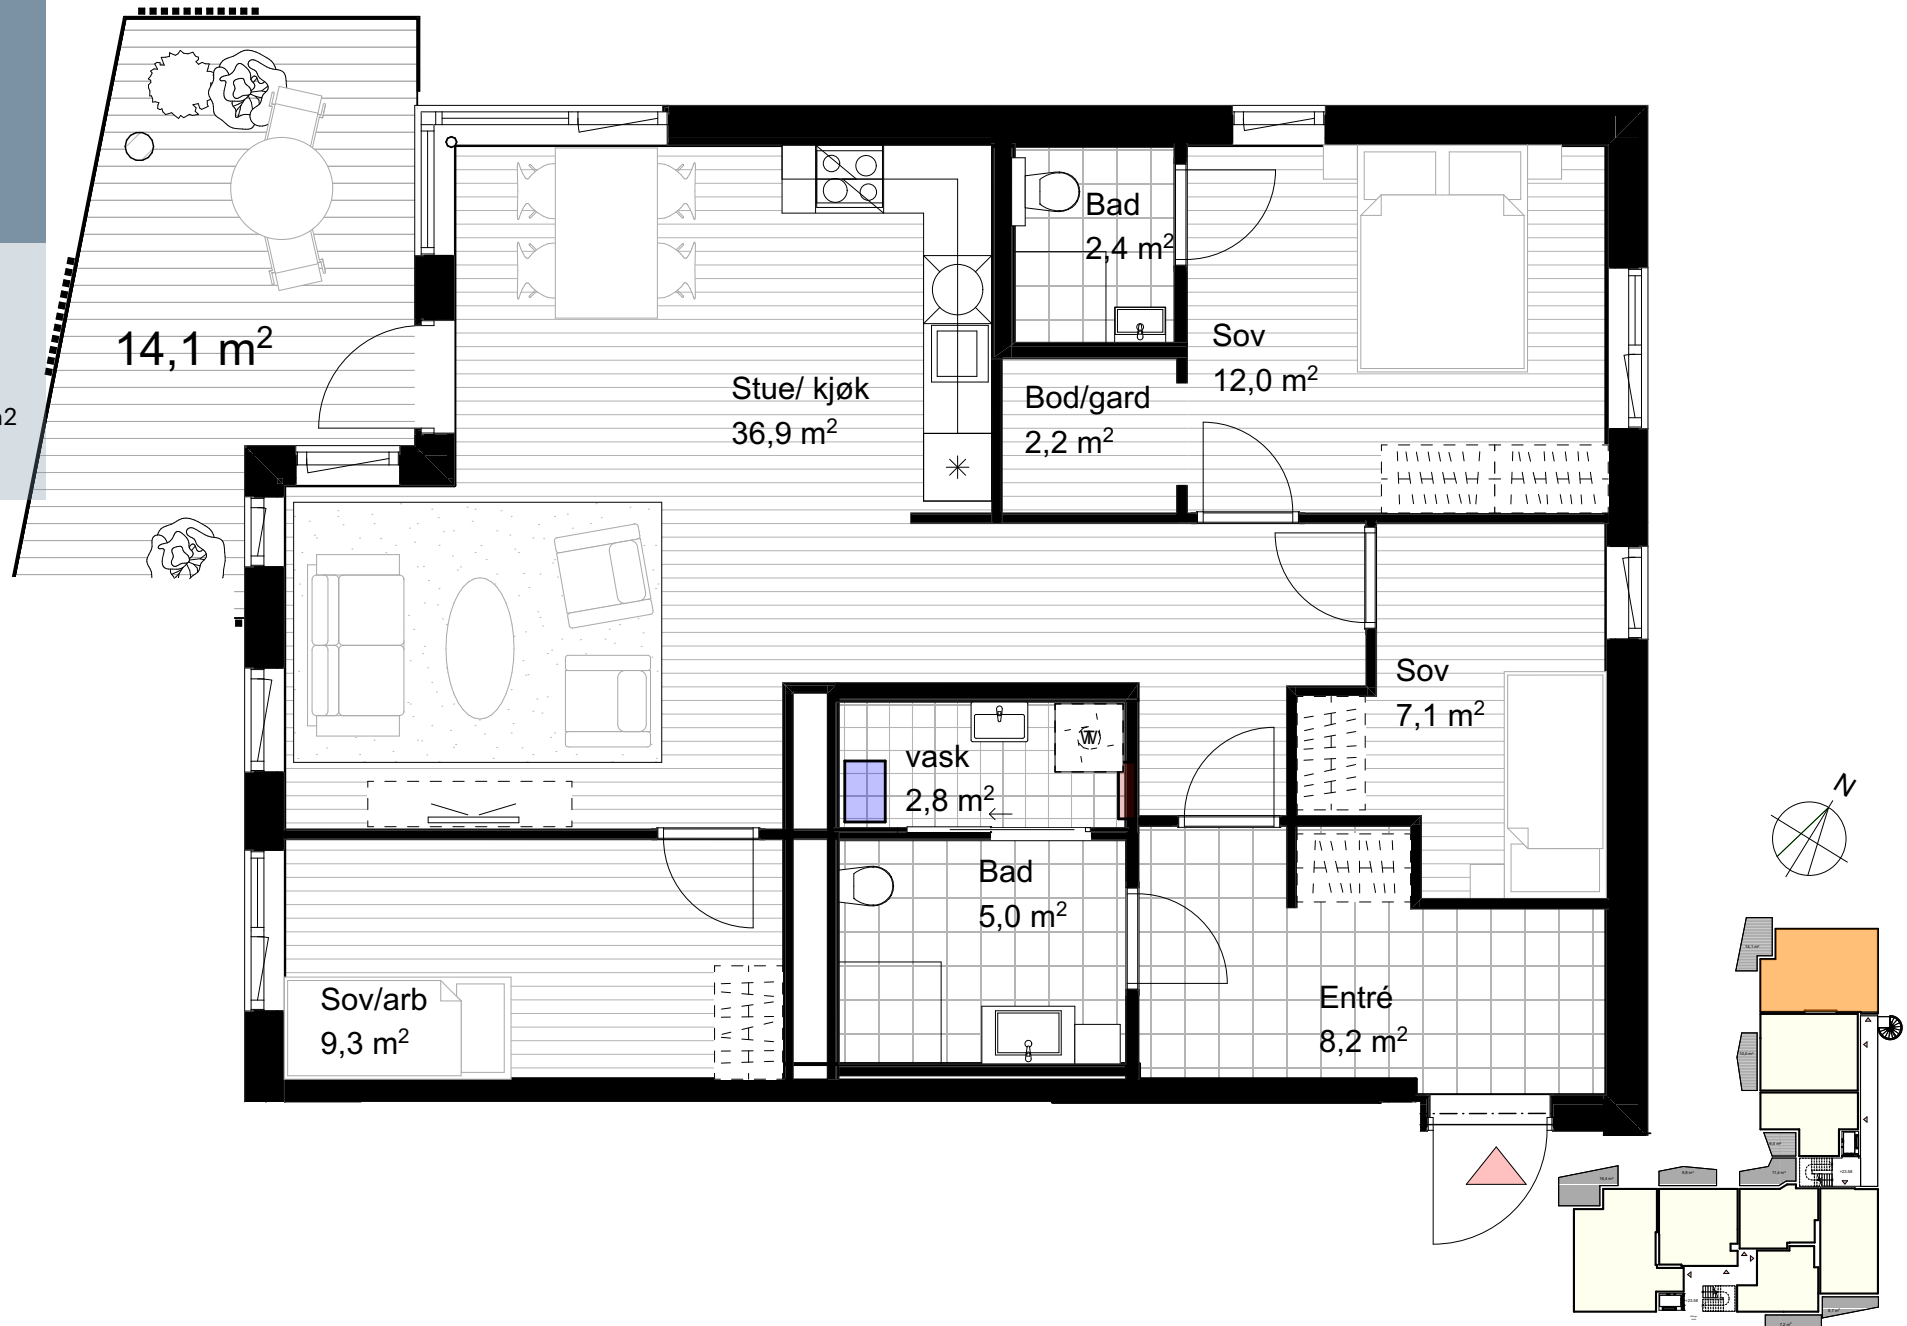 14,1 m²
m2
Stue/ kjøk
36,9 m²
Bad
2,4 m²
Sov
12,0 m²
Bod/gard
2,2 m²
Sov
7,1 m²
vask
2,8 m²
W
Bad
5,0 m²
Sov/arb
9,3 m²
Entré
8,2 m²
N